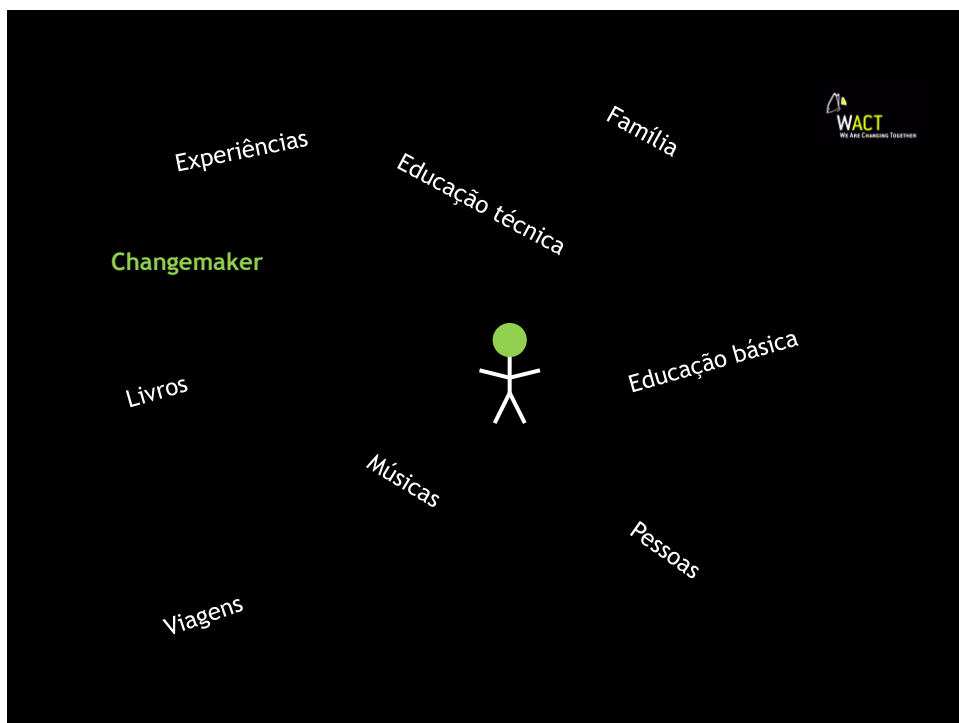 Família
WACT
WE ARE CHANGING TOGETHER
Experiências
Educação técnica
Changemaker
Educação básica
Livros
Músicas
Pessoas
Viagens